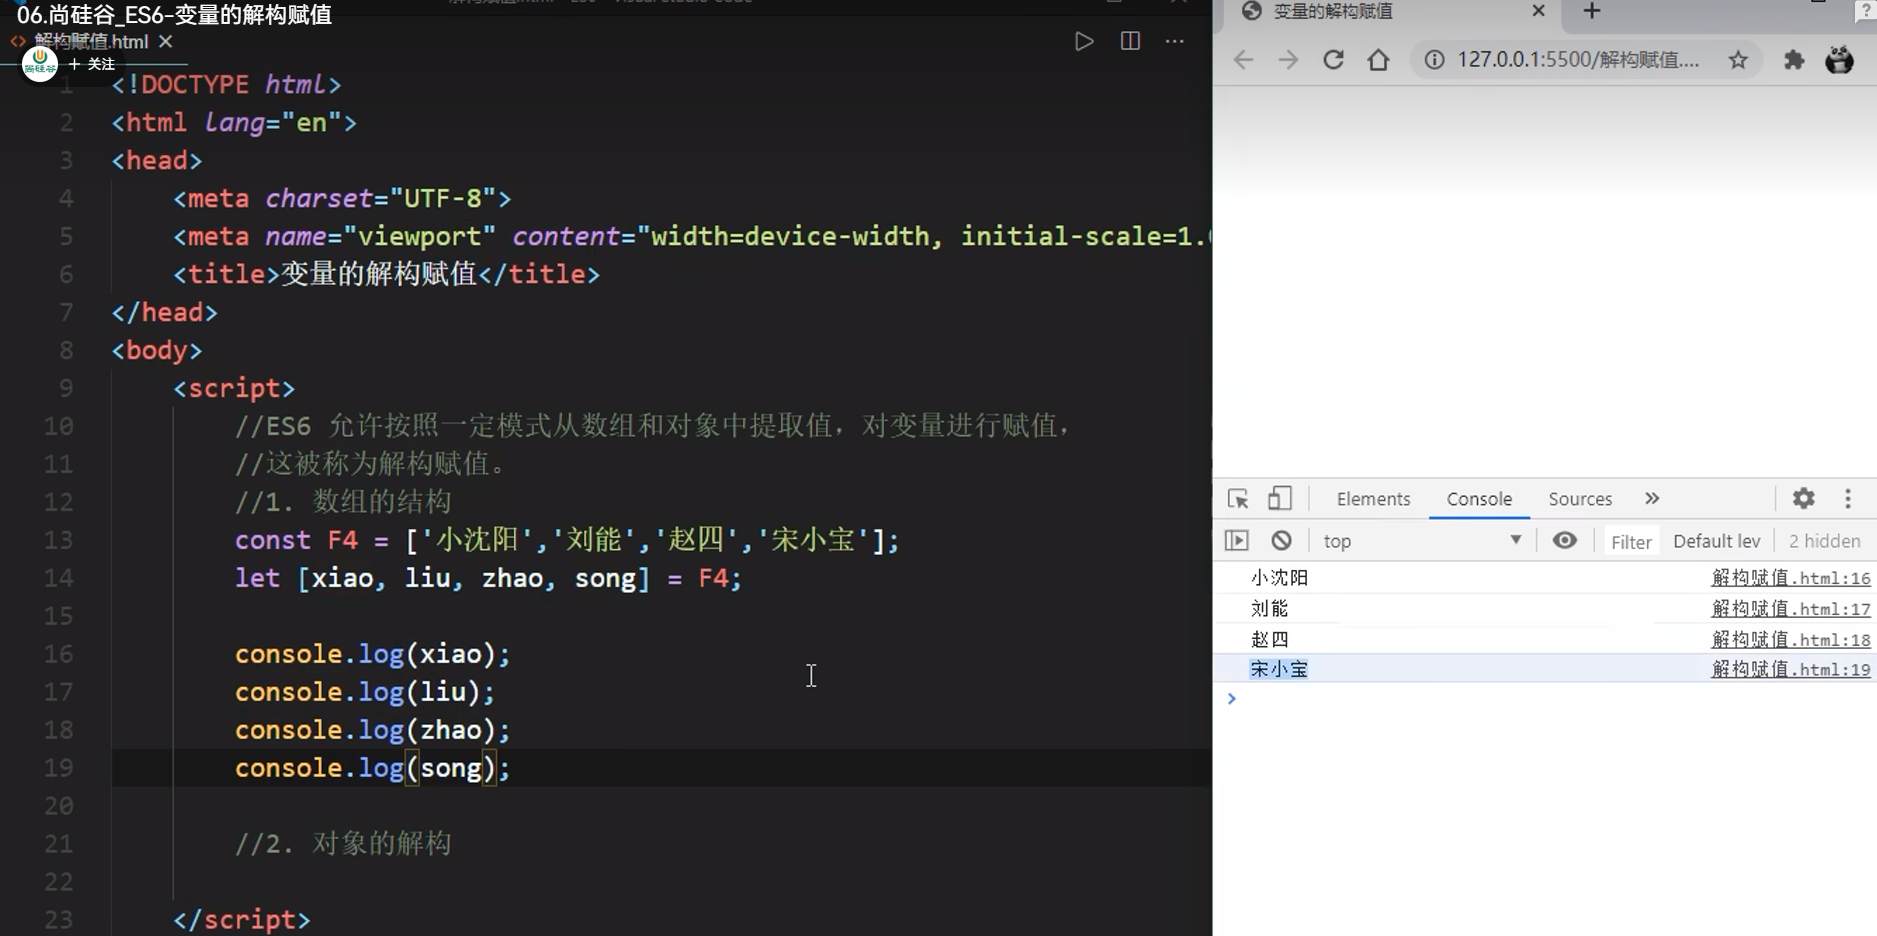 06.尚硅谷_ES6-变量的解构赋值
解构赋值.html
尚硅谷
+ 关注
1 <!DOCTYPE html>
2 <html lang="en">
3 <head>
4 <meta charset="UTF-8">
5 <meta name="viewport" content="width=device-width, initial-scale=1.
6 <title>变量的解构赋值</title>
7 </head>
8 <body>
9 <script>
10 //ES6 允许按照一定模式从数组和对象中提取值，对变量进行赋值，
11 //这被称为解构赋值。
12 //1. 数组的结构
13 const F4 = ['小沈阳','刘能','赵四','宋小宝'];
14 let [xiao, liu, zhao, song] = F4;
15
16 console.log(xiao);
17 console.log(liu);
18 console.log(zhao);
19 console.log(song);
20
21 //2. 对象的解构
22
23 </script>
变量的解构赋值
127.0.0.1:5500/解构赋值....
Elements Console Sources
top Filter Default lev 2 hidden
小沈阳 解构赋值.html:16
刘能 解构赋值.html:17
赵四 解构赋值.html:18
宋小宝 解构赋值.html:19